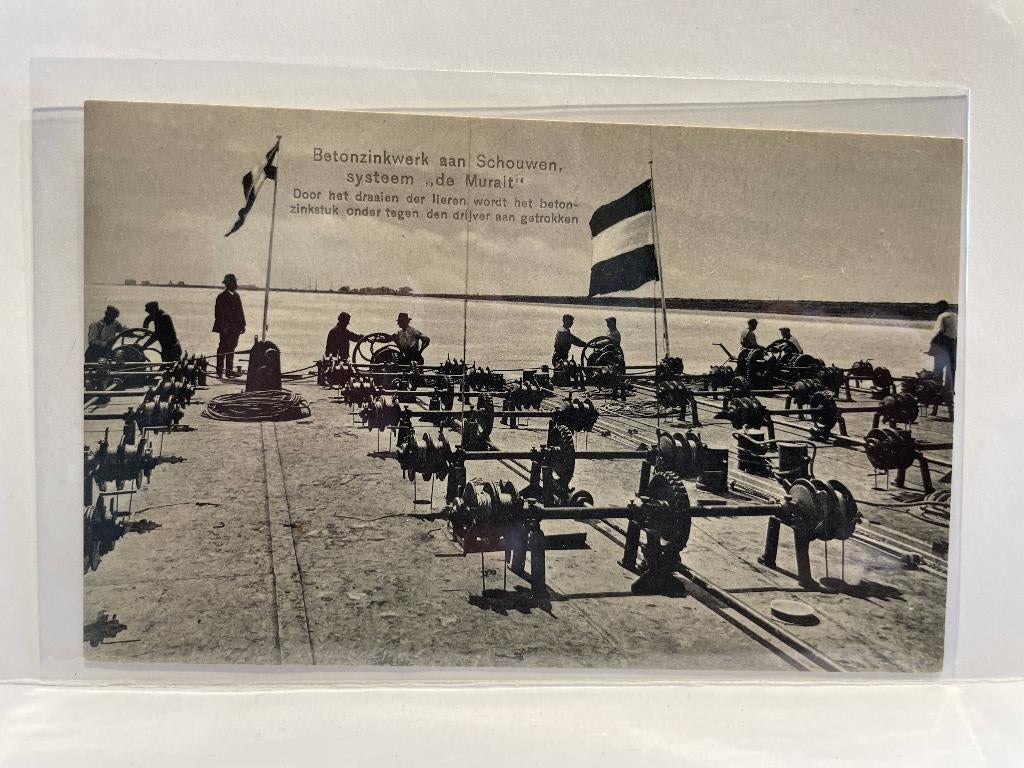 Betonzinkwerk aan Schouwen,
systeem „de Muralt“
Door het draaien der lieren wordt het beton-
zinkstuk onder tegen den drijver aan getrokken